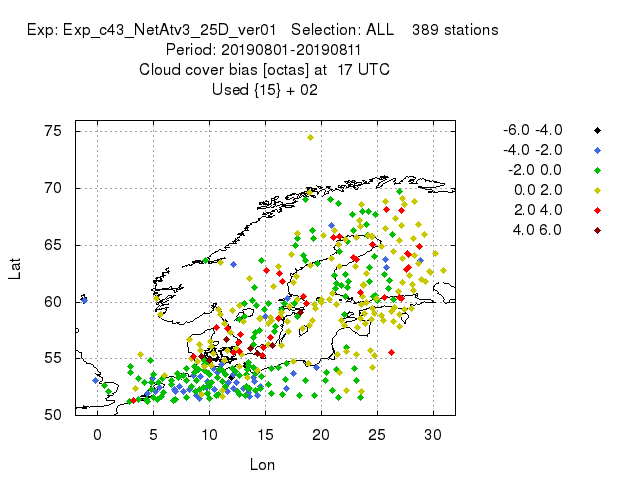 Exp: Exp_c43_NetAtv3_25D_ver01 Selection: ALL 389 stations
Period: 20190801-20190811
Cloud cover bias [octas] at 17 UTC
Used {15} + 02
-6.0 -4.0
-4.0 -2.0
-2.0 0.0
0.0 2.0
2.0 4.0
4.0 6.0
Lat
75
70
65
60
55
50
0 5 10 15 20 25 30
Lon